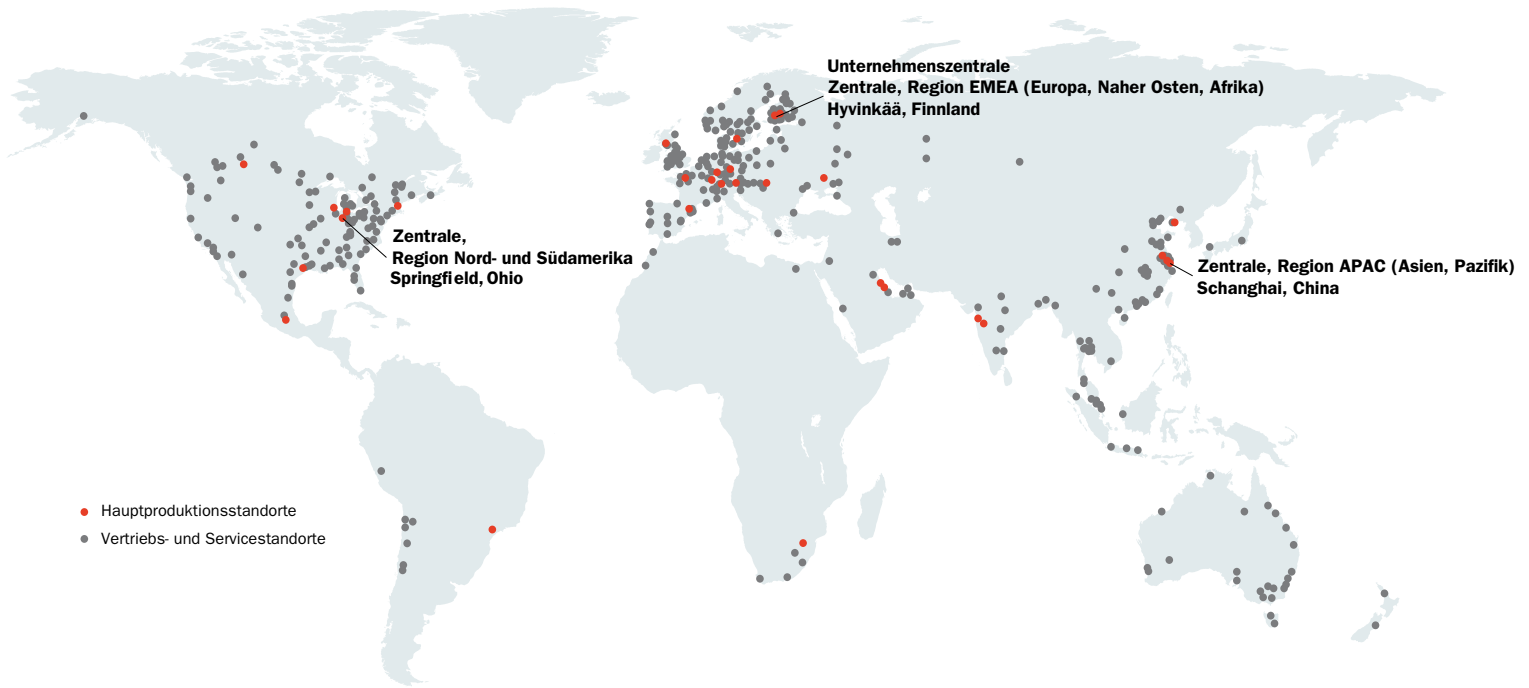 Unternehmenszentrale
Zentrale, Region EMEA (Europa, Naher Osten, Afrika)
Hyvinkää, Finnland
Zentrale,
Region Nord- und Südamerika
Springfield, Ohio
Zentrale, Region APAC (Asien, Pazifik)
Schanghai, China
Hauptproduktionsstandorte
Vertriebs- und Servicestandorte